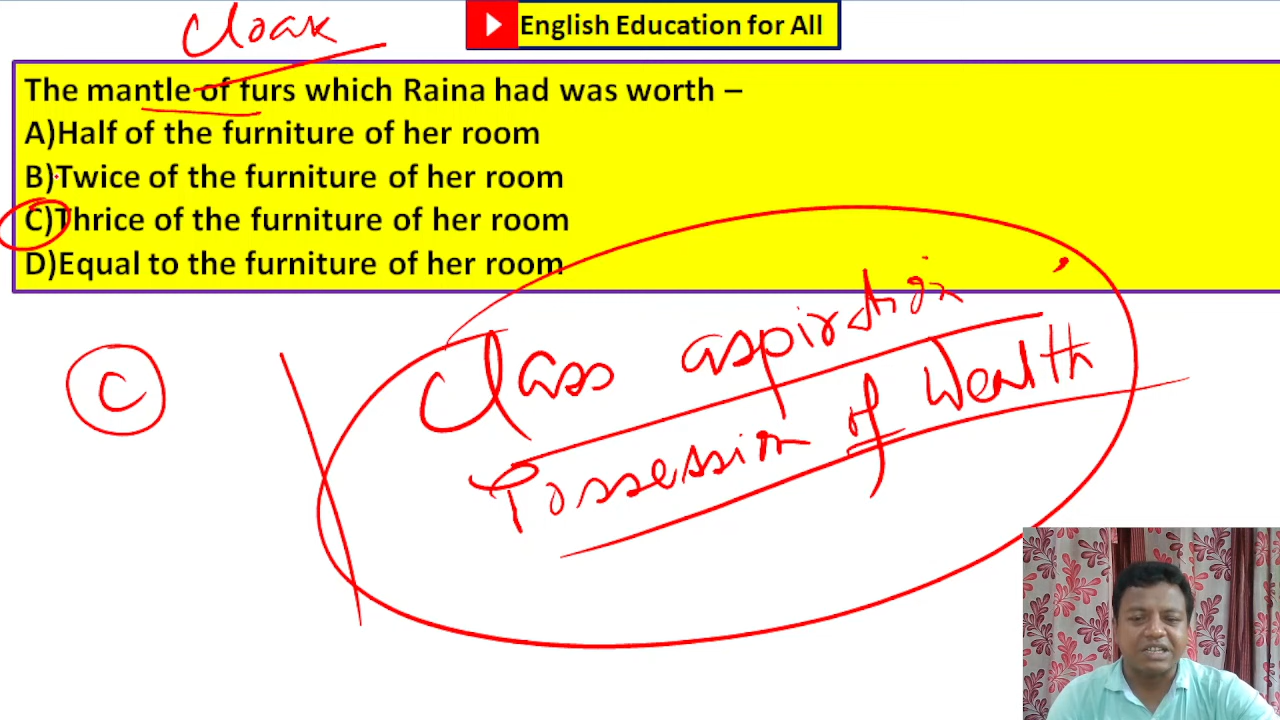 Cloak
English Education for All
The mantle of furs which Raina had was worth –
A)Half of the furniture of her room
B)Twice of the furniture of her room
C)Thrice of the furniture of her room
D)Equal to the furniture of her room
C
Class aspiration
Possession of Wealth